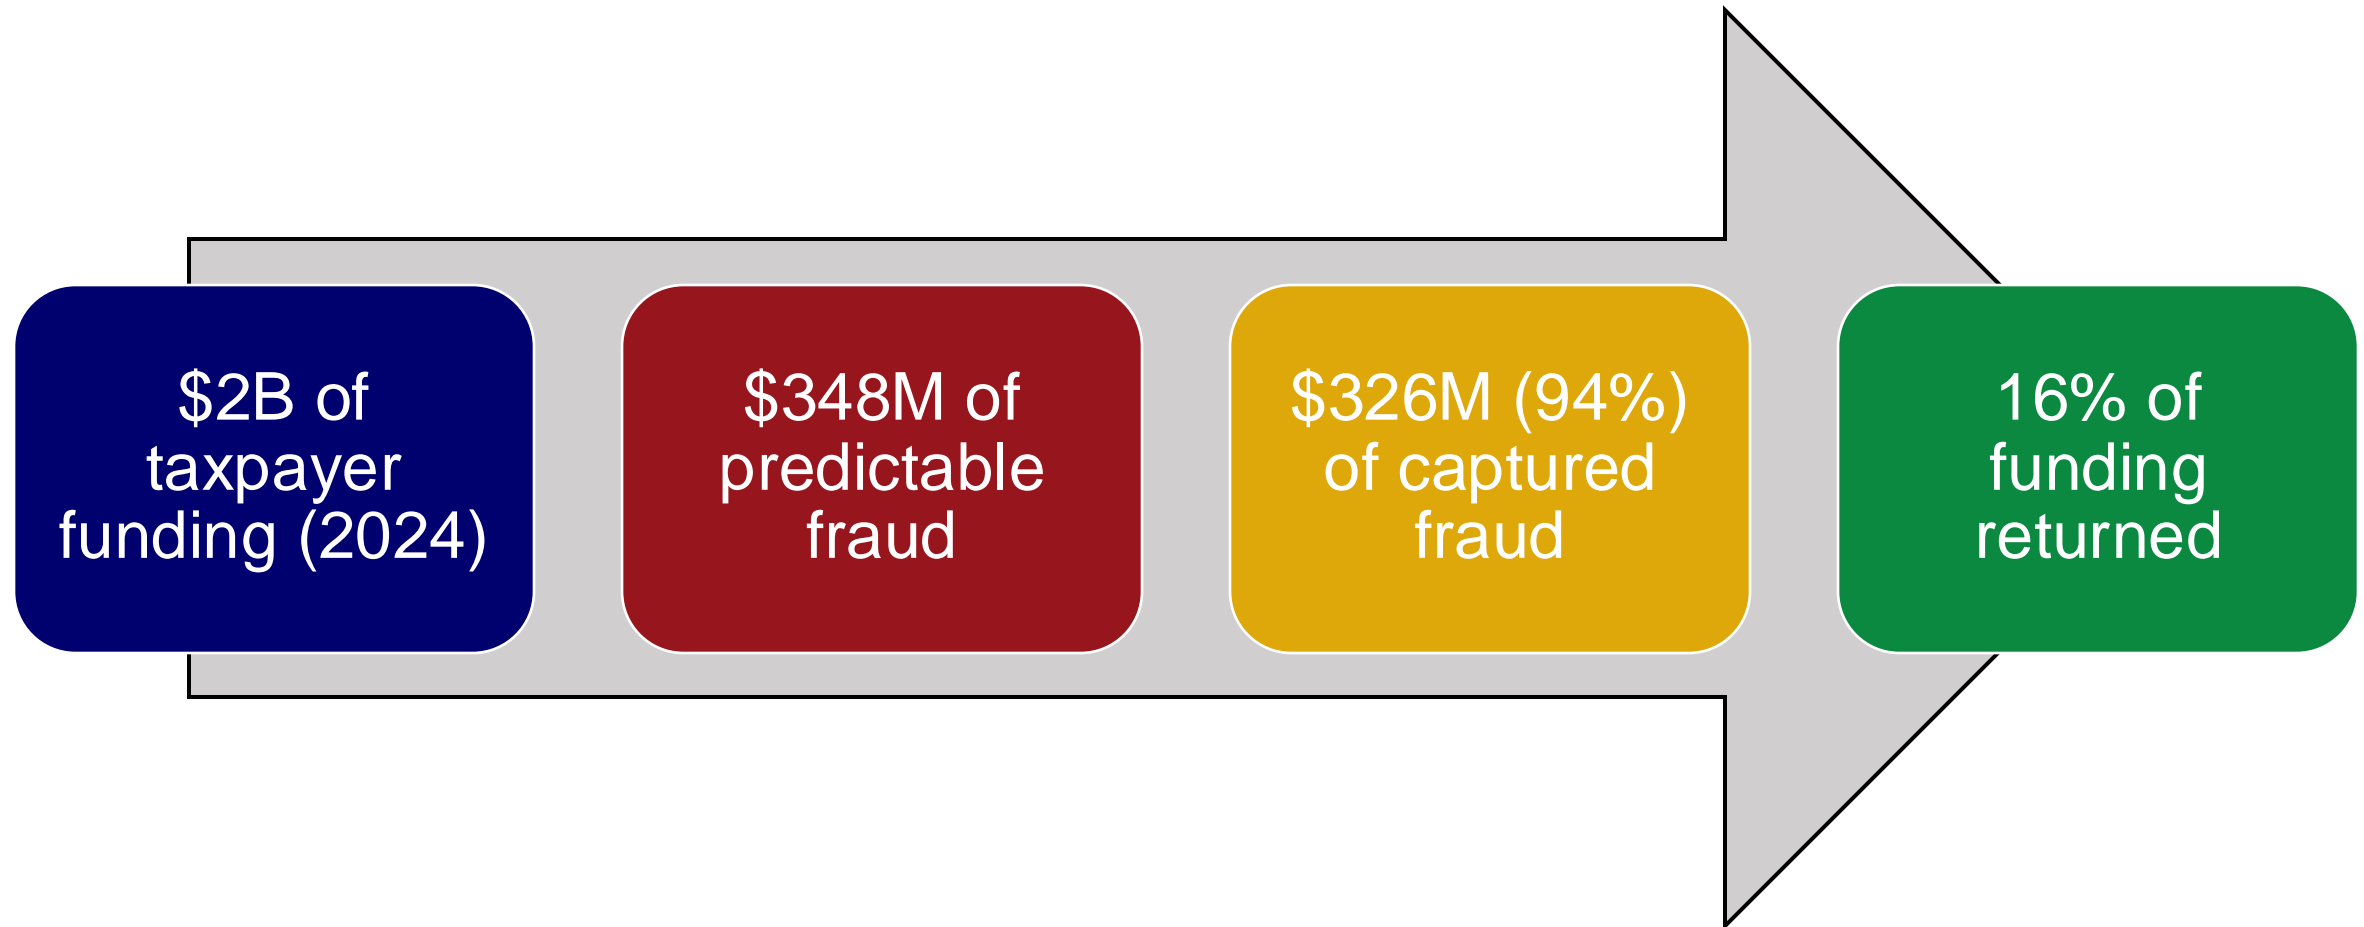 $2B of
taxpayer
funding (2024)
$348M of
predictable
fraud
$326M (94%)
of captured
fraud
16% of
funding
returned